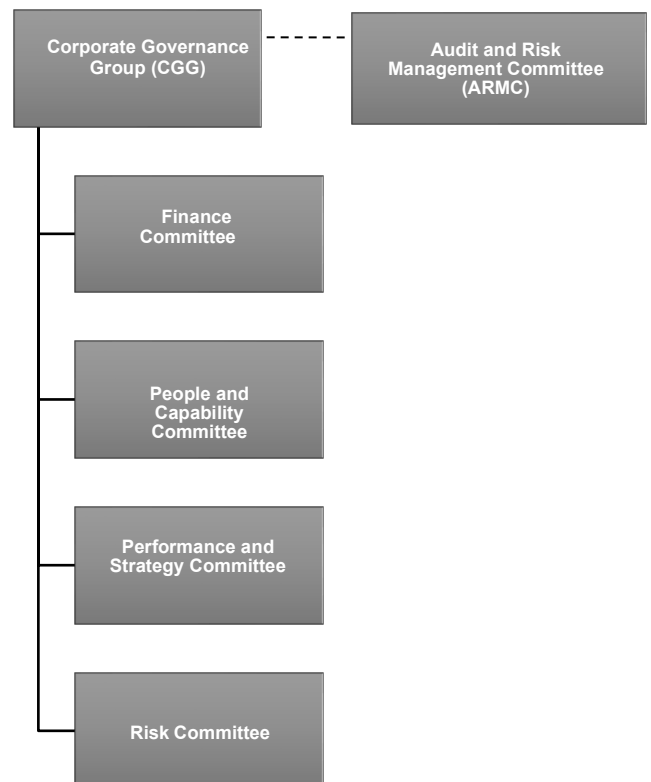 Corporate Governance
Group (CGG)
Audit and Risk
Management Committee
(ARMC)
Finance
Committee
People and
Capability
Committee
Performance and
Strategy Committee
Risk Committee